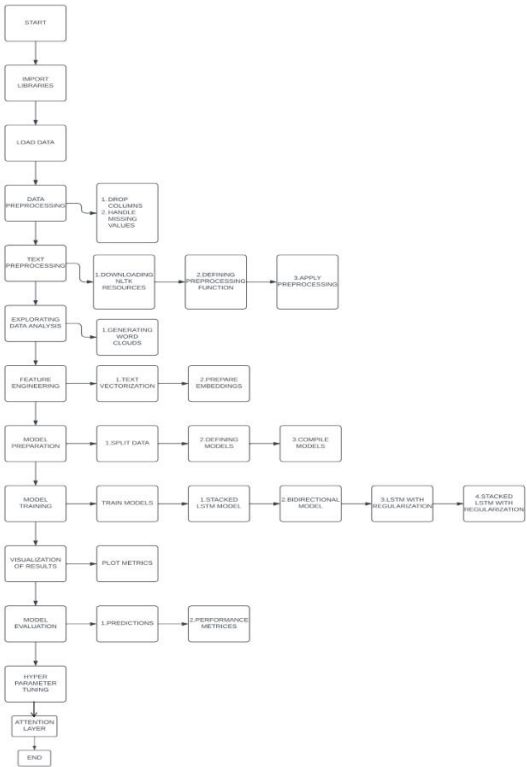 START
IMPORT
LIBRARIES
LOAD DATA
DATA
PREPROCESSING
1. DROP
COLUMNS
2. HANDLE
MISSING
VALUES
TEXT
PREPROCESSING
1.DOWNLOADING
NLTK
RESOURCES
2.DEFINING
PREPROCESSING
FUNCTION
3.APPLY
PREPROCESSING
EXPLORATING
DATA ANALYSIS
1.GENERATING
WORD
CLOUDS
FEATURE
ENGINEERING
1.TEXT
VECTORIZATION
2.PREPARE
EMBEDDINGS
MODEL
PREPARATION
1.SPLIT DATA
2.DEFINING
MODELS
3.COMPILE
MODELS
MODEL
TRAINING
TRAIN MODELS
1.STACKED
LSTM MODEL
2.BIDIRECTIONAL
MODEL
3.LSTM WITH
REGULARIZATION
4.STACKED
LSTM WITH
REGULARIZATION
VISUALIZATION
OF RESULTS
PLOT METRICS
MODEL
EVALUATION
1.PREDICTIONS
2.PERFORMANCE
METRICES
HYPER
PARAMETER
TUNING
ATTENTION
LAYER
END